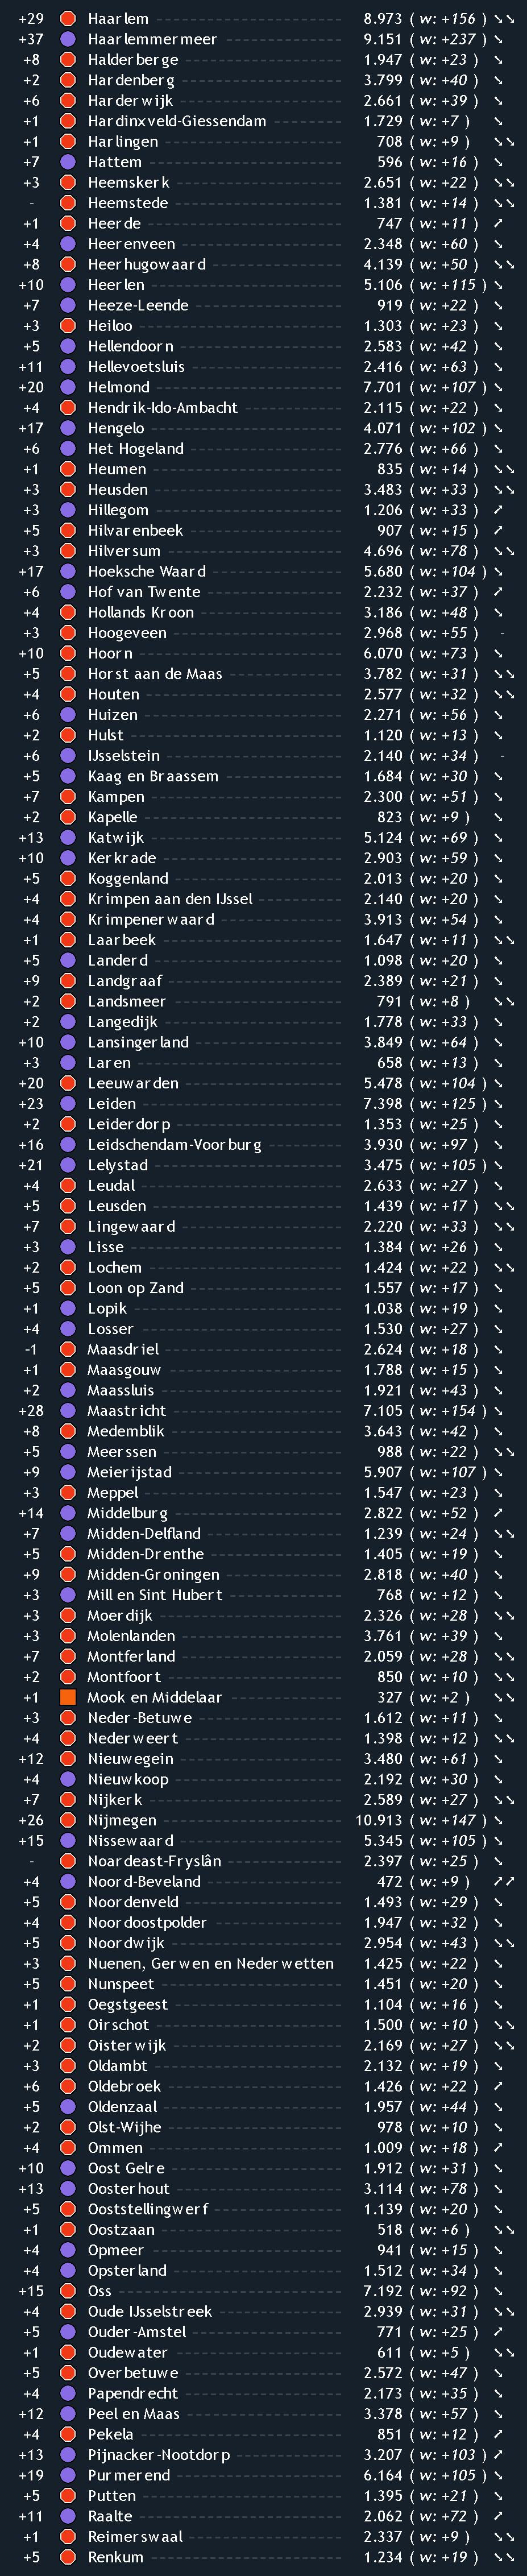 +29 Haarlem 8.973 ( w: +156 ) ↘↘
+37 Haarlemmermeer 9.151 ( w: +237 ) ↘
+8 Halderberge 1.947 ( w: +23 ) ↘
+2 Hardenberg 3.799 ( w: +40 ) ↘
+6 Harderwijk 2.661 ( w: +39 ) ↘
+1 Hardinxveld-Giessendam 1.729 ( w: +7 ) ↘
+1 Harlingen 708 ( w: +9 ) ↘↘
+7 Hattem 596 ( w: +16 ) ↘
+3 Heemskerk 2.651 ( w: +22 ) ↘↘
- Heemstede 1.381 ( w: +14 ) ↘↘
+1 Heerde 747 ( w: +11 ) ↗
+4 Heerenveen 2.348 ( w: +60 ) ↘
+8 Heerhugowaard 4.139 ( w: +50 ) ↘↘
+10 Heerlen 5.106 ( w: +115 ) ↘
+7 Heeze-Leende 919 ( w: +22 ) ↘
+3 Heiloo 1.303 ( w: +23 ) ↘
+5 Hellendoorn 2.583 ( w: +42 ) ↘
+11 Hellevoetsluis 2.416 ( w: +63 ) ↘
+20 Helmond 7.701 ( w: +107 ) ↘
+4 Hendrik-Ido-Ambacht 2.115 ( w: +22 ) ↘
+17 Hengelo 4.071 ( w: +102 ) ↘
+6 Het Hogeland 2.776 ( w: +66 ) ↘
+1 Heumen 835 ( w: +14 ) ↘↘
+3 Heusden 3.483 ( w: +33 ) ↘↘
+3 Hillegom 1.206 ( w: +33 ) ↗
+5 Hilvarenbeek 907 ( w: +15 ) ↗
+3 Hilversum 4.696 ( w: +78 ) ↘↘
+17 Hoeksche Waard 5.680 ( w: +104 ) ↘
+6 Hof van Twente 2.232 ( w: +37 ) ↗
+4 Hollands Kroon 3.186 ( w: +48 ) ↘
+3 Hoogeveen 2.968 ( w: +55 ) -
+10 Hoorn 6.070 ( w: +73 ) ↘
+5 Horst aan de Maas 3.782 ( w: +31 ) ↘↘
+4 Houten 2.577 ( w: +32 ) ↘↘
+6 Huizen 2.271 ( w: +56 ) ↘
+2 Hulst 1.120 ( w: +13 ) ↘
+6 IJsselstein 2.140 ( w: +34 ) -
+5 Kaag en Braassem 1.684 ( w: +30 ) ↘
+7 Kampen 2.300 ( w: +51 ) ↘
+2 Kapelle 823 ( w: +9 ) ↘
+13 Katwijk 5.124 ( w: +69 ) ↘
+10 Kerkrade 2.903 ( w: +59 ) ↘
+5 Koggenland 2.013 ( w: +20 ) ↘
+4 Krimpen aan den IJssel 2.140 ( w: +20 ) ↘
+4 Krimpenerwaard 3.913 ( w: +54 ) ↘
+1 Laarbeek 1.647 ( w: +11 ) ↘↘
+5 Landerd 1.098 ( w: +20 ) ↘
+9 Landgraaf 2.389 ( w: +21 ) ↘
+2 Landsmeer 791 ( w: +8 ) ↘↘
+2 Langedijk 1.778 ( w: +33 ) ↘
+10 Lansingerland 3.849 ( w: +64 ) ↘
+3 Laren 658 ( w: +13 ) ↘
+20 Leeuwarden 5.478 ( w: +104 ) ↘
+23 Leiden 7.398 ( w: +125 ) ↘
+2 Leiderdorp 1.353 ( w: +25 ) ↘
+16 Leidschendam-Voorburg 3.930 ( w: +97 ) ↘
+21 Lelystad 3.475 ( w: +105 ) ↘
+4 Leudal 2.633 ( w: +27 ) ↘
+5 Leusden 1.439 ( w: +17 ) ↘↘
+7 Lingewaard 2.220 ( w: +33 ) ↘↘
+3 Lisse 1.384 ( w: +26 ) ↘
+2 Lochem 1.424 ( w: +22 ) ↘↘
+5 Loon op Zand 1.557 ( w: +17 ) ↘
+1 Lopik 1.038 ( w: +19 ) ↘
+4 Losser 1.530 ( w: +27 ) ↘
-1 Maasdriel 2.624 ( w: +18 ) ↘
+1 Maasgouw 1.788 ( w: +15 ) ↘
+2 Maassluis 1.921 ( w: +43 ) ↘
+28 Maastricht 7.105 ( w: +154 ) ↘
+8 Medemblik 3.643 ( w: +42 ) ↘
+5 Meerssen 988 ( w: +22 ) ↘↘
+9 Meierijstad 5.907 ( w: +107 ) ↘
+3 Meppel 1.547 ( w: +23 ) ↘
+14 Middelburg 2.822 ( w: +52 ) ↗
+7 Midden-Delfland 1.239 ( w: +24 ) ↘↘
+5 Midden-Drenthe 1.405 ( w: +19 ) ↘
+9 Midden-Groningen 2.818 ( w: +40 ) ↘
+3 Mill en Sint Hubert 768 ( w: +12 ) ↘
+3 Moerdijk 2.326 ( w: +28 ) ↘↘
+3 Molenlanden 3.761 ( w: +39 ) ↘
+7 Montferland 2.059 ( w: +28 ) ↘↘
+2 Montfoort 850 ( w: +10 ) ↘↘
+1 Mook en Middelaar 327 ( w: +2 ) ↘↘
+3 Neder-Betuwe 1.612 ( w: +11 ) ↘
+4 Nederweert 1.398 ( w: +12 ) ↘↘
+12 Nieuwegein 3.480 ( w: +61 ) ↘
+4 Nieuwkoop 2.192 ( w: +30 ) ↘
+7 Nijkerk 2.589 ( w: +27 ) ↘↘
+26 Nijmegen 10.913 ( w: +147 ) ↘
+15 Nissewaard 5.345 ( w: +105 ) ↘
- Noardeast-Fryslân 2.397 ( w: +25 ) ↘
+4 Noord-Beveland 472 ( w: +9 ) ↗↗
+5 Noordenveld 1.493 ( w: +29 ) ↘
+4 Noordoostpolder 1.947 ( w: +32 ) ↘
+5 Noordwijk 2.954 ( w: +43 ) ↘↘
+3 Nuenen, Gerwen en Nederwetten 1.425 ( w: +22 ) ↘
+5 Nunspeet 1.451 ( w: +20 ) ↘
+1 Oegstgeest 1.104 ( w: +16 ) ↘
+1 Oirschot 1.500 ( w: +10 ) ↘↘
+2 Oisterwijk 2.169 ( w: +27 ) ↘↘
+3 Oldambt 2.132 ( w: +19 ) ↘
+6 Oldebroek 1.426 ( w: +22 ) ↗
+5 Oldenzaal 1.957 ( w: +44 ) ↘
+2 Olst-Wijhe 978 ( w: +10 ) ↘
+4 Ommen 1.009 ( w: +18 ) ↗
+10 Oost Gelre 1.912 ( w: +31 ) ↘
+13 Oosterhout 3.114 ( w: +78 ) ↘
+5 Ooststellingwerf 1.139 ( w: +20 ) ↘
+1 Oostzaan 518 ( w: +6 ) ↘↘
+4 Opmeer 941 ( w: +15 ) ↘
+4 Opsterland 1.512 ( w: +34 ) ↘
+15 Oss 7.192 ( w: +92 ) ↘
+4 Oude IJsselstreek 2.939 ( w: +31 ) ↘↘
+5 Ouder-Amstel 771 ( w: +25 ) ↗
+1 Oudewater 611 ( w: +5 ) ↘↘
+5 Overbetuwe 2.572 ( w: +47 ) ↘
+4 Papendrecht 2.173 ( w: +35 ) ↘
+12 Peel en Maas 3.378 ( w: +57 ) ↘
+4 Pekela 851 ( w: +12 ) ↗
+13 Pijnacker-Nootdorp 3.207 ( w: +103 ) ↗
+19 Purmerend 6.164 ( w: +105 ) ↘
+5 Putten 1.395 ( w: +21 ) ↘
+11 Raalte 2.062 ( w: +72 ) ↗
+1 Reimerswaal 2.337 ( w: +9 ) ↘↘
+5 Renkum 1.234 ( w: +19 ) ↘↘